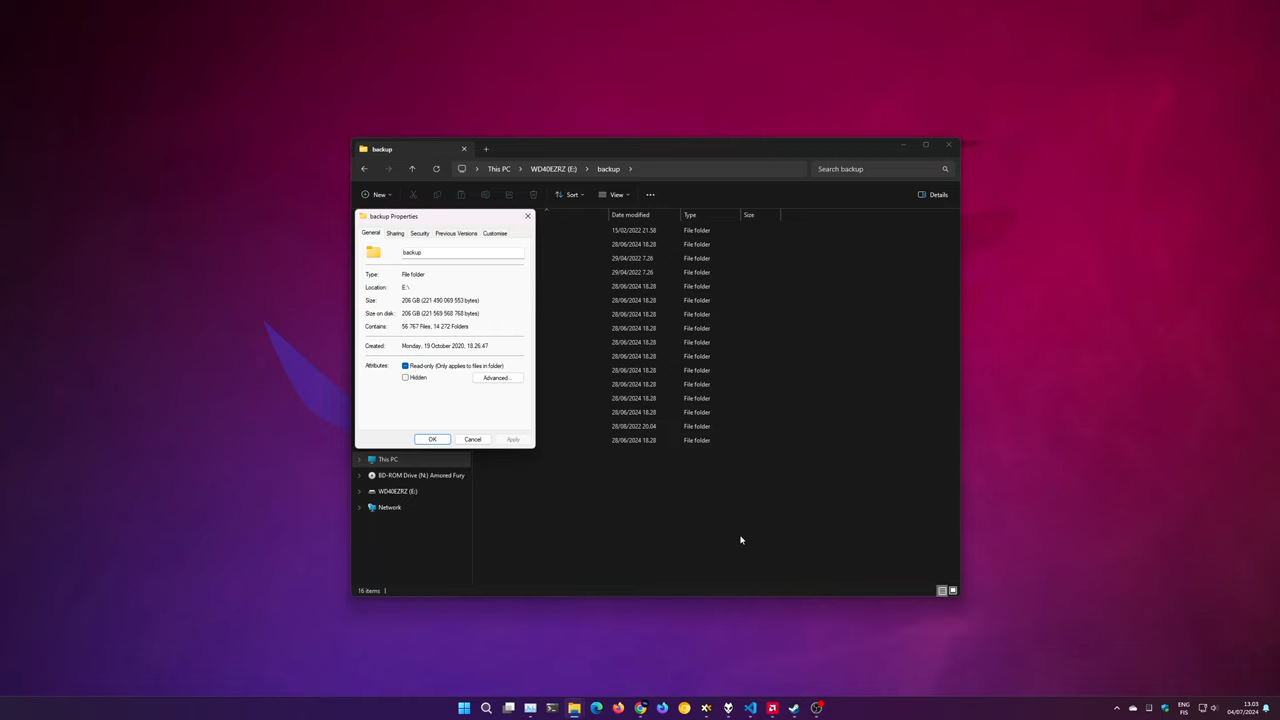 backup
This PC
WD40EZRZ (E:)
backup
Search backup
New
Sort
View
Details
Date modified
Type
Size
backup Properties
General
Sharing
Security
Previous Versions
Customise
backup
Type: File folder
Location: E:\
Size: 206 GB (221 490 069 553 bytes)
Size on disk: 206 GB (221 569 568 768 bytes)
Contains: 56 767 Files, 14 272 Folders
Created: Monday, 19 October 2020, 18.26.47
Attributes: Read-only (Only applies to files in folder)
Hidden
Advanced...
OK
Cancel
Apply
15/02/2022 21.58 File folder
28/06/2024 18.28 File folder
29/04/2022 7.26 File folder
29/04/2022 7.26 File folder
28/06/2024 18.28 File folder
28/06/2024 18.28 File folder
28/06/2024 18.28 File folder
28/06/2024 18.28 File folder
28/06/2024 18.28 File folder
28/06/2024 18.28 File folder
28/06/2024 18.28 File folder
28/06/2024 18.28 File folder
28/06/2024 18.28 File folder
28/06/2024 18.28 File folder
28/08/2022 20.04 File folder
28/06/2024 18.28 File folder
This PC
BD-ROM Drive (N:) Amored Fury
WD40EZRZ (E:)
Network
16 items
ENG
FIS
13.03
04/07/2024